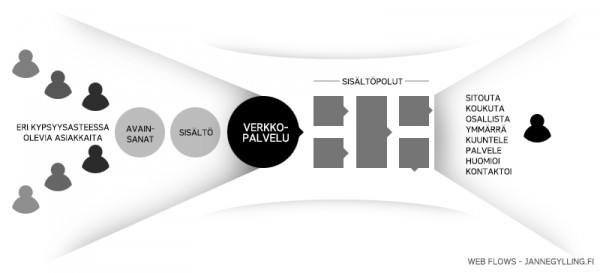 ERI KYPSYYSASTEESSA
OLEVIA ASIAKKAITA
AVAIN-
SANAT
SISÄLTÖ
VERKKO-
PALVELU
SISÄLTÖPOLUT
SITOUTA
KOUKUTA
OSALLISTA
YMMÄRRÄ
KUUNTELE
PALVELE
HUOMIOI
KONTAKTOI
WEB FLOWS - JANNEGYLLING.FI